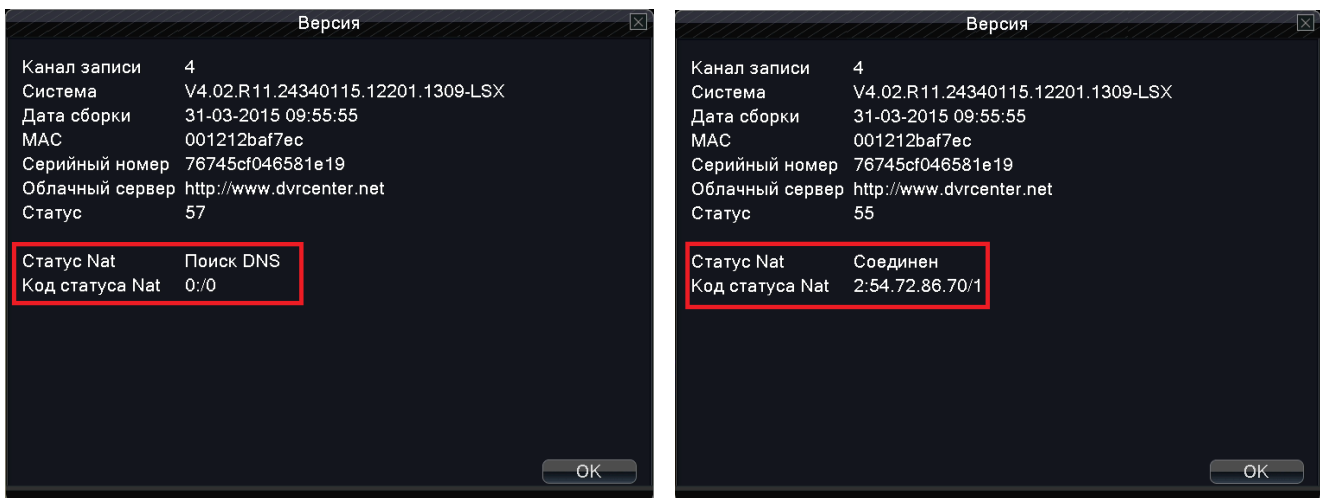 Версия
Канал записи 4
Система V4.02.R11.24340115.12201.1309-LSX
Дата сборки 31-03-2015 09:55:55
MAC 001212baf7ec
Серийный номер 76745cf046581e19
Облачный сервер http://www.dvrcenter.net
Статус 57
Статус Nat Поиск DNS
Код статуса Nat 0:/0
OK
Версия
Канал записи 4
Система V4.02.R11.24340115.12201.1309-LSX
Дата сборки 31-03-2015 09:55:55
MAC 001212baf7ec
Серийный номер 76745cf046581e19
Облачный сервер http://www.dvrcenter.net
Статус 55
Статус Nat Соединен
Код статуса Nat 2:54.72.86.70/1
OK